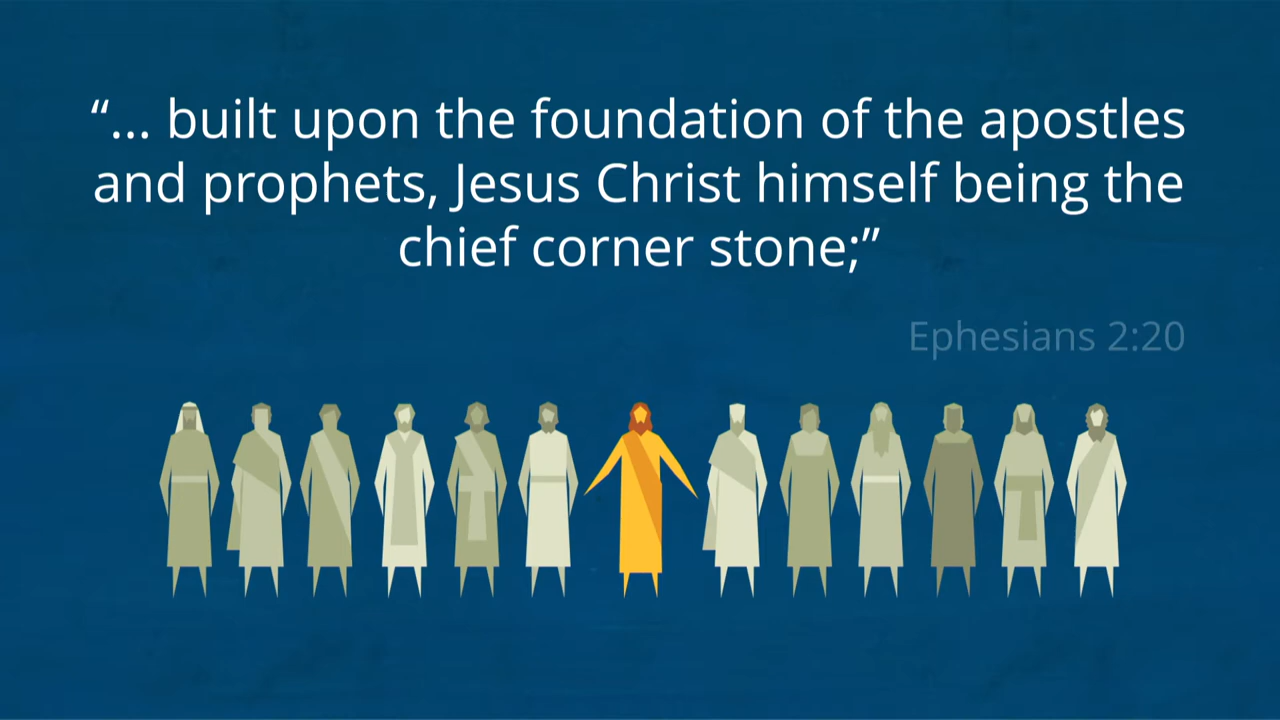 “... built upon the foundation of the apostles
and prophets, Jesus Christ himself being the
chief corner stone;”
Ephesians 2:20